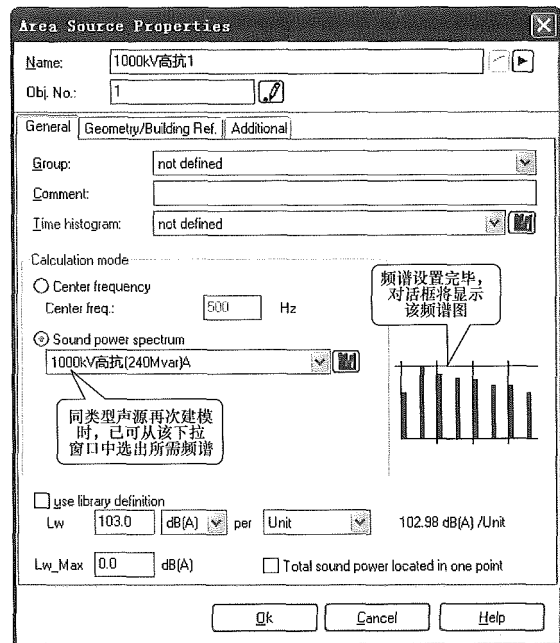 Area Source Properties
Name: 1000kV高抗1
Obj. No.: 1
General Geometry/Building Ref. Additional
Group: not defined
Comment:
Time histogram: not defined
Calculation mode
Center frequency
Center freq.: 500 Hz
Sound power spectrum
1000kV高抗(240Mvar)A
频谱设置完毕，
对话框将显示
该频谱图
同类型声源再次建模
时，已可从该下拉
窗口中选出所需频谱
use library definition
Lw 103.0 dB(A) per Unit 102.98 dB(A) /Unit
Lw_Max 0.0 dB(A) Total sound power located in one point
Ok Cancel Help